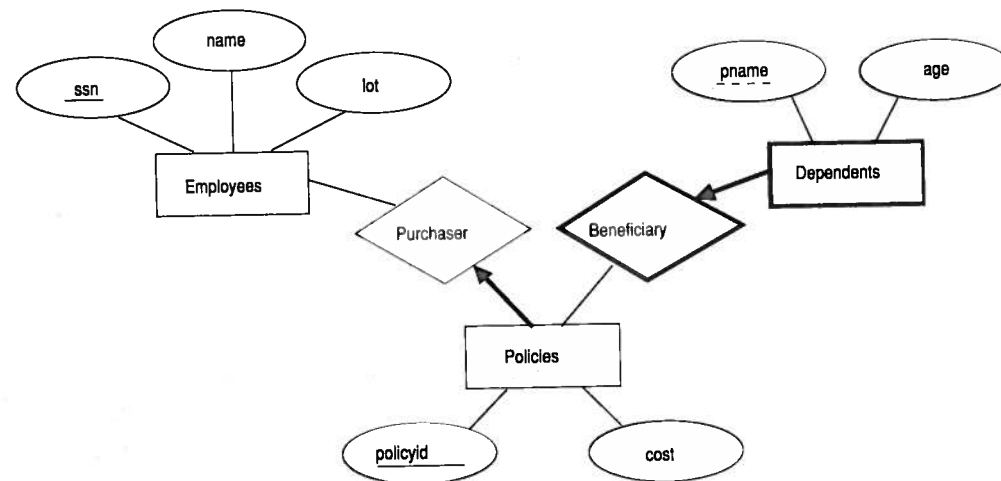 name
ssn
lot
pname
age
Employees
Dependents
Purchaser
Beneficiary
Policies
policyid
cost